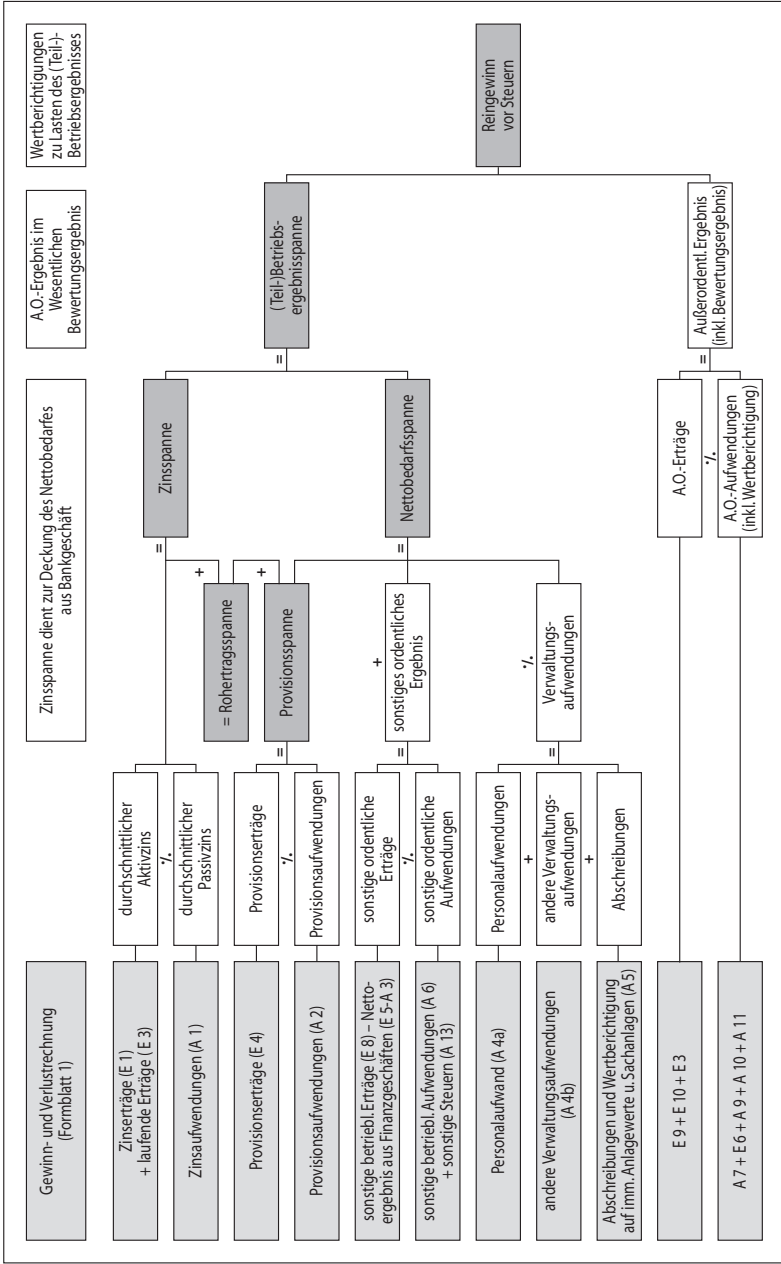 Gewinn- und Verlustrechnung
(Formblatt 1)
Zinsspanne dient zur Deckung des Nettobedarfes
aus Bankgeschäft
A.O.-Ergebnis im
Wesentlichen
Bewertungsergebnis
Wertberichtigungen
zu Lasten des (Teil-)-
Betriebsergebnisses
Zinserträge (E 1)
+ laufende Erträge ( E 3)
Zinsaufwendungen (A 1)
Provisionserträge (E 4)
Provisionsaufwendungen (A 2)
sonstige betriebl. Erträge (E 8) – Netto-
ergebnis aus Finanzgeschäften (E 5-A 3)
sonstige betriebl. Aufwendungen (A 6)
+ sonstige Steuern (A 13)
Personalaufwand (A 4a)
andere Verwaltungsaufwendungen
(A 4b)
Abschreibungen und Wertberichtigung
auf imm. Anlagewerte u. Sachanlagen (A 5)
E 9 + E 10 + E3
A 7 + E 6 + A 9 + A 10 + A 11
durchschnittlicher
Aktivzins
·/.
durchschnittlicher
Passivzins
Provisionserträge
·/.
Provisionsaufwendungen
sonstige ordentliche
Erträge
·/.
sonstige ordentliche
Aufwendungen
Personalaufwendungen
+
andere Verwaltungs-
aufwendungen
+
Abschreibungen
=
Zinsspanne
+
= Rohertragsspanne
+
=
Provisionsspanne
=
+
sonstiges ordentliches
Ergebnis
=
·/.
Verwaltungs-
aufwendungen
=
Nettobedarfsspanne
=
(Teil-)Betriebs-
ergebnisspanne
A.O.-Erträge
·/.
A.O.-Aufwendungen
(inkl. Wertberichtigung)
=
Außerordentl. Ergebnis
(inkl. Bewertungsergebnis)
Reingewinn
vor Steuern